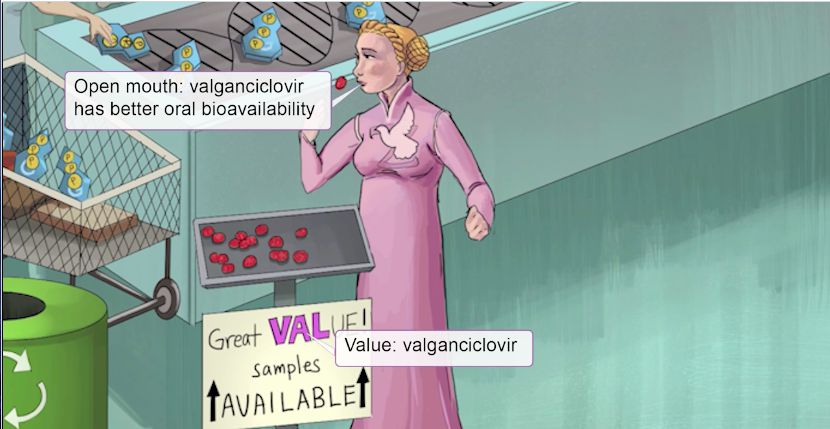 P P P
P
P
P
Open mouth: valganciclovir
has better oral bioavailability
P
P
P
P
Great VALUE!
Value: valganciclovir
samples
AVAILABLE